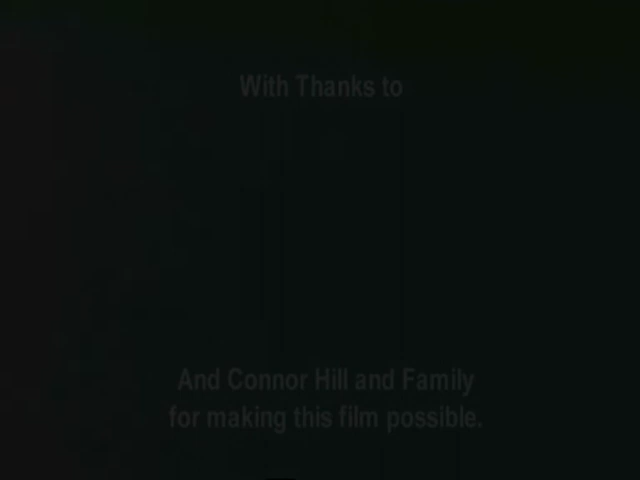 With Thanks to
And Connor Hill and Family
for making this film possible.